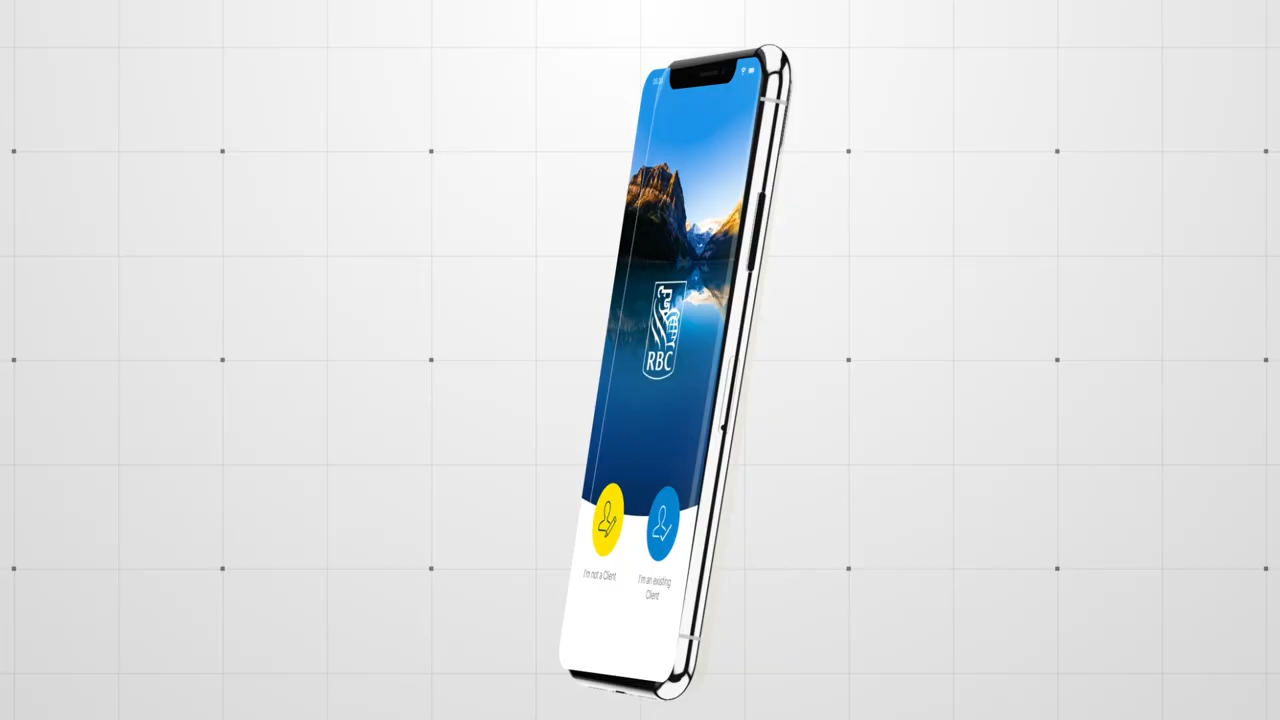 RBC
I'm not a Client
I'm an existing
Client